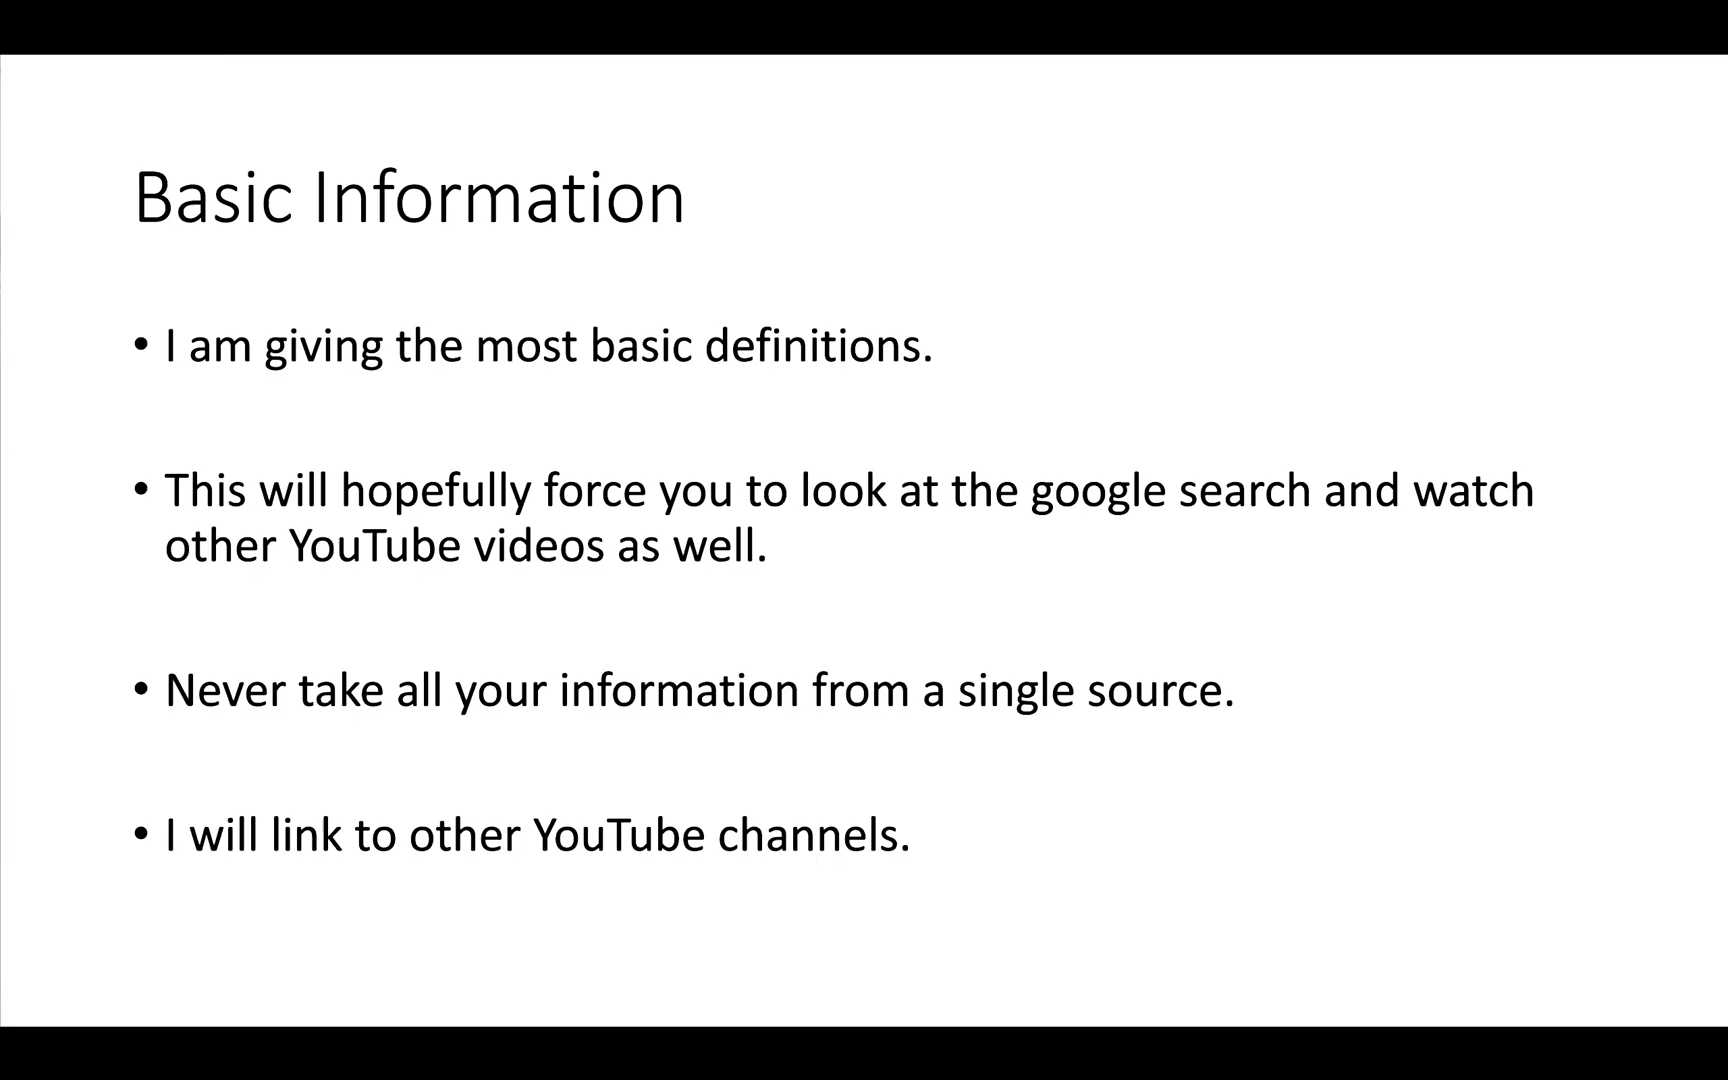 Basic Information
• I am giving the most basic definitions.
• This will hopefully force you to look at the google search and watch
other YouTube videos as well.
• Never take all your information from a single source.
• I will link to other YouTube channels.